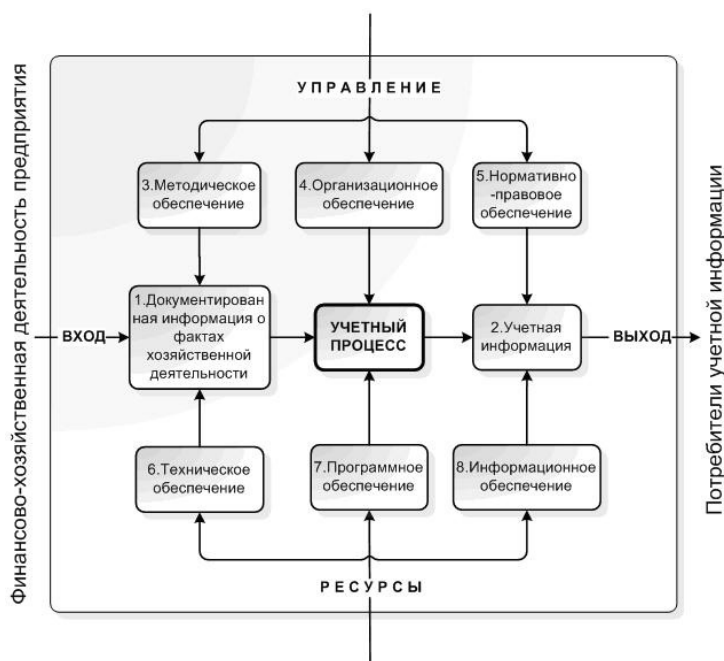 Финансово-хозяйственная деятельность предприятия
УПРАВЛЕНИЕ
3.Методическое
обеспечение
4.Организационное
обеспечение
5.Нормативно
-правовое
обеспечение
ВХОД
1.Документирован
ная информация о
фактах
хозяйственной
деятельности
УЧЕТНЫЙ
ПРОЦЕСС
2.Учетная
информация
ВЫХОД
6.Техническое
обеспечение
7.Программное
обеспечение
8.Информационное
обеспечение
РЕСУРСЫ
Потребители учетной информации